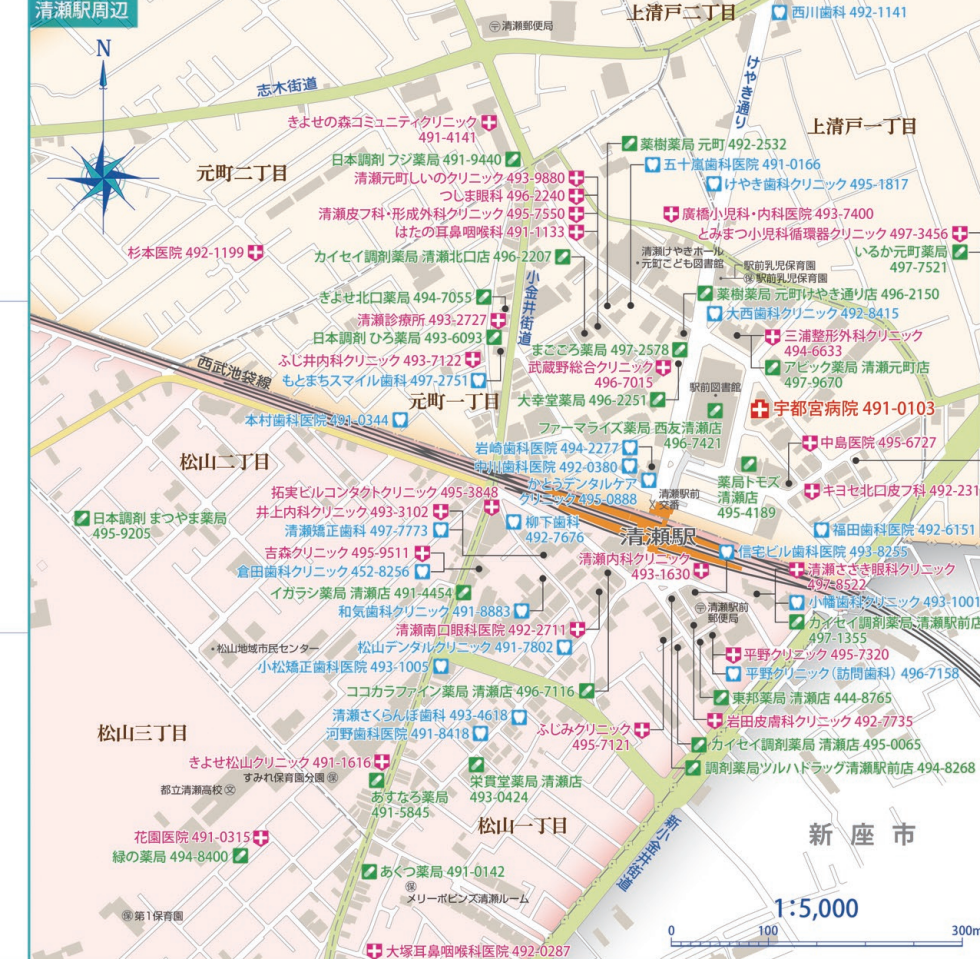 清瀬駅周辺
上清戸二丁目
西川歯科 492-1141
清瀬郵便局
N
志木街道
けやき通り
きよせの森コミュニティクリニック
491-4141
上清戸一丁目
薬樹薬局 元町 492-2532
日本調剤 フジ薬局 491-9440
五十嵐歯科医院 491-0166
元町二丁目
清瀬元町しいのクリニック 493-9880
けやき歯科クリニック 495-1817
つしま眼科 496-2240
清瀬皮フ科・形成外科クリニック 495-7550
廣橋小児科・内科医院 493-7400
はたの耳鼻咽喉科 491-1133
とみまつ小児科循環器クリニック 497-3456
杉本医院 492-1199
カイセイ調剤薬局 清瀬北口店 496-2207
清瀬けやきホール
・元町こども図書館
いるか元町薬局
497-7521
駅前乳児保育園
保 駅前乳児保育園
小金井街道
きよせ北口薬局 494-7055
薬樹薬局 元町けやき通り店 496-2150
清瀬診療所 493-2727
大西歯科クリニック 492-8415
日本調剤 ひろ薬局 493-6093
三浦整形外科クリニック
494-6633
まごころ薬局 497-2578
西武池袋線
ふじ井内科クリニック 493-7122
武蔵野総合クリニック
496-7015
アビック薬局 清瀬元町店
497-9670
もとまちスマイル歯科 497-2751
駅前図書館
元町一丁目
大幸堂薬局 496-2251
宇都宮病院 491-0103
本村歯科医院 491-0344
ファーマライズ薬局 西友清瀬店
496-7421
岩崎歯科医院 494-2277
中島医院 495-6727
松山二丁目
中川歯科医院 492-0380
かとうデンタルケア
クリニック 495-0888
薬局トモズ
清瀬店
495-4189
拓実ビルコンタクトクリニック 495-3848
清瀬駅前
交番
キヨセ北口皮フ科 492-231
井上内科クリニック 493-3102
日本調剤 まつやま薬局
495-9205
柳下歯科
492-7676
清瀬矯正歯科 497-7773
清瀬駅
福田歯科医院 492-6151
吉森クリニック 495-9511
信宅ビル歯科医院 493-8255
清瀬内科クリニック
493-1630
倉田歯科クリニック 452-8256
清瀬ささき眼科クリニック
497-8522
イガラシ薬局 清瀬店 491-4454
小幡歯科クリニック 493-1001
和気歯科クリニック 491-8883
清瀬駅前
郵便局
カイセイ調剤薬局 清瀬駅前店
497-1355
清瀬南口眼科医院 492-2711
・松山地域市民センター
松山デンタルクリニック 491-7802
平野クリニック 495-7320
小松矯正歯科医院 493-1005
平野クリニック(訪問歯科) 496-7158
ココカラファイン薬局 清瀬店 496-7116
東邦薬局 清瀬店 444-8765
清瀬さくらんぼ歯科 493-4618
岩田皮膚科クリニック 492-7735
松山三丁目
河野歯科医院 491-8418
ふじみクリニック
495-7121
カイセイ調剤薬局 清瀬店 495-0065
きよせ松山クリニック 491-1616
調剤薬局ツルハドラッグ清瀬駅前店 494-8268
すみれ保育園分園 保
都立清瀬高校 文
栄貫堂薬局 清瀬店
493-0424
あすなろ薬局
491-5845
松山一丁目
花園医院 491-0315
新座市
新小金井街道
緑の薬局 494-8400
あくつ薬局 491-0142
保
メリーポピンズ清瀬ルーム
保 第1保育園
1:5,000
0 100 300m
大塚耳鼻咽喉科医院 492-0287